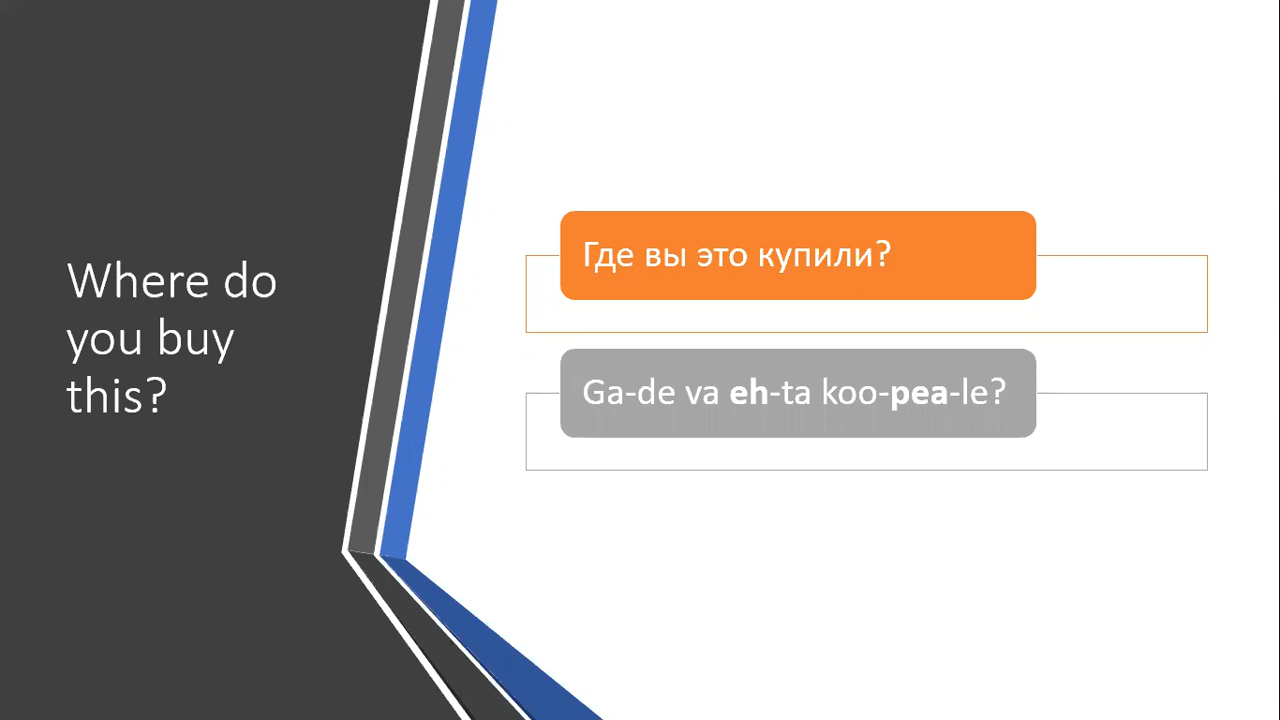 Where do
you buy
this?
Где вы это купили?
Ga-de va eh-ta koo-pea-le?